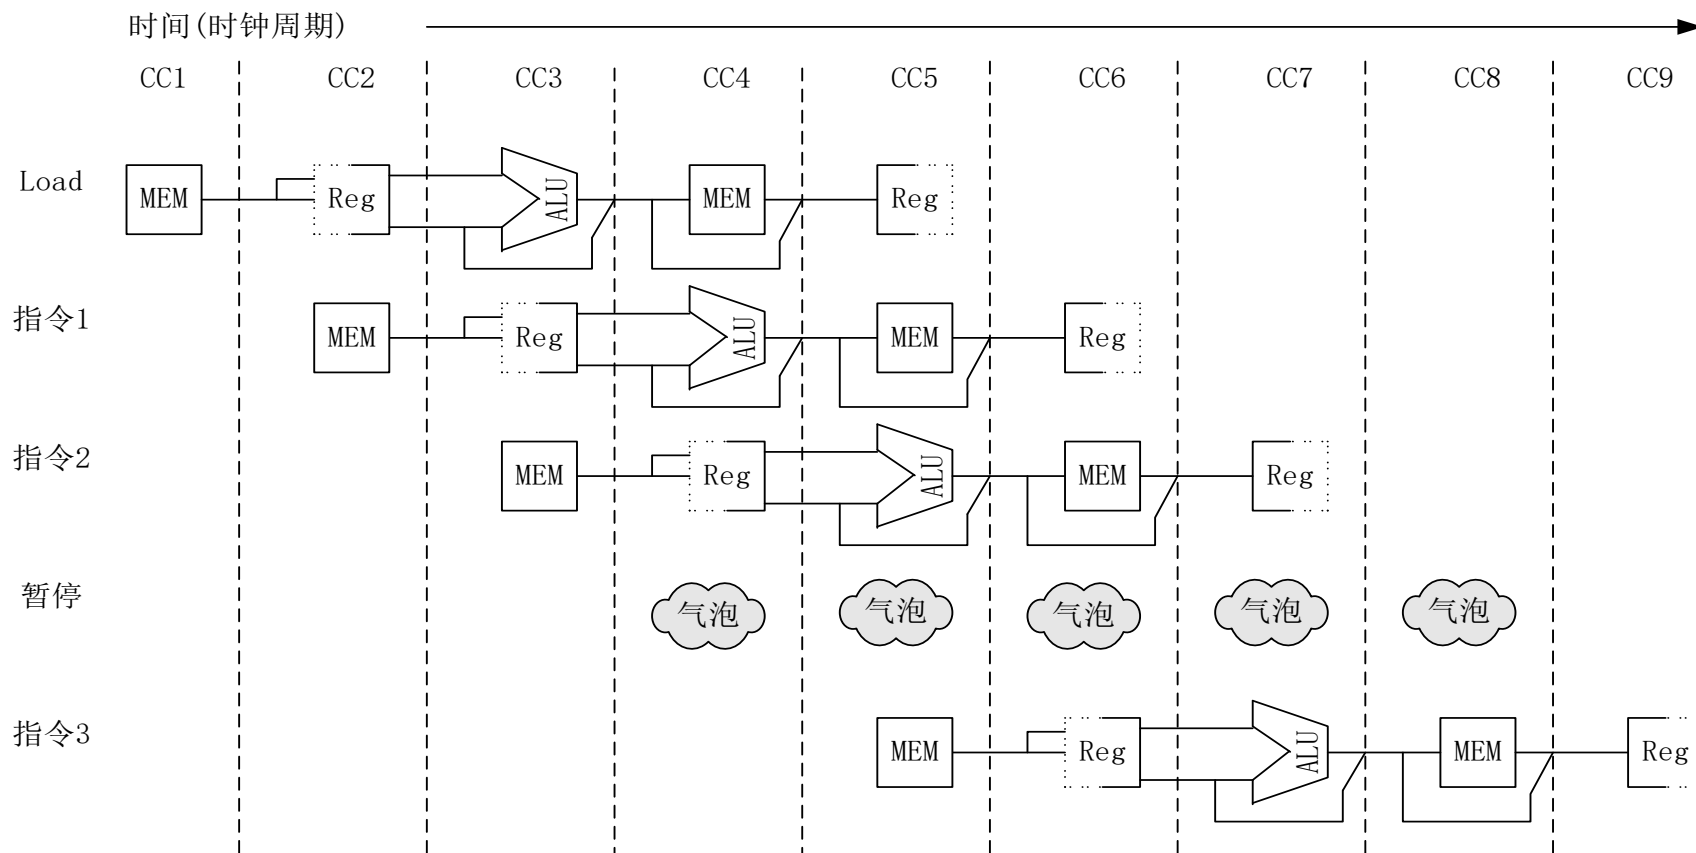 时间(时钟周期)
CC1 CC2 CC3 CC4 CC5 CC6 CC7 CC8 CC9
Load MEM Reg ALU MEM Reg
指令1 MEM Reg ALU MEM Reg
指令2 MEM Reg ALU MEM Reg
暂停 气泡 气泡 气泡 气泡 气泡
指令3 MEM Reg ALU MEM Reg